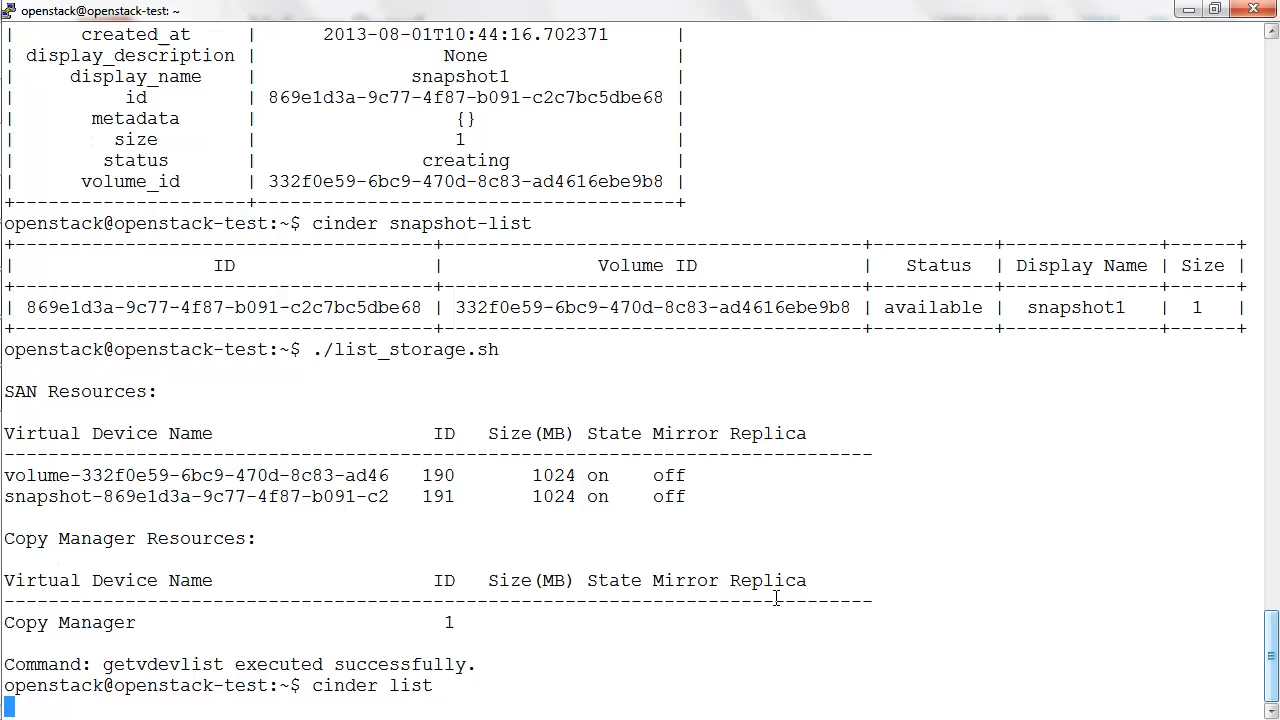 openstack@openstack-test: ~
| created_at | 2013-08-01T10:44:16.702371 |
| display_description | None |
| display_name | snapshot1 |
| id | 869e1d3a-9c77-4f87-b091-c2c7bc5dbe68 |
| metadata | {} |
| size | 1 |
| status | creating |
| volume_id | 332f0e59-6bc9-470d-8c83-ad4616ebe9b8 |
+---------------------+--------------------------------------+
openstack@openstack-test:~$ cinder snapshot-list
+--------------------------------------+--------------------------------------+-----------+--------------+------+
| ID | Volume ID | Status | Display Name | Size |
+--------------------------------------+--------------------------------------+-----------+--------------+------+
| 869e1d3a-9c77-4f87-b091-c2c7bc5dbe68 | 332f0e59-6bc9-470d-8c83-ad4616ebe9b8 | available | snapshot1 | 1 |
+--------------------------------------+--------------------------------------+-----------+--------------+------+
openstack@openstack-test:~$ ./list_storage.sh
SAN Resources:
Virtual Device Name ID Size(MB) State Mirror Replica
-------------------------------------------------------------------------------
volume-332f0e59-6bc9-470d-8c83-ad46 190 1024 on off
snapshot-869e1d3a-9c77-4f87-b091-c2 191 1024 on off
Copy Manager Resources:
Virtual Device Name ID Size(MB) State Mirror Replica
-------------------------------------------------------------------------------
Copy Manager 1
Command: getvdevlist executed successfully.
openstack@openstack-test:~$ cinder list